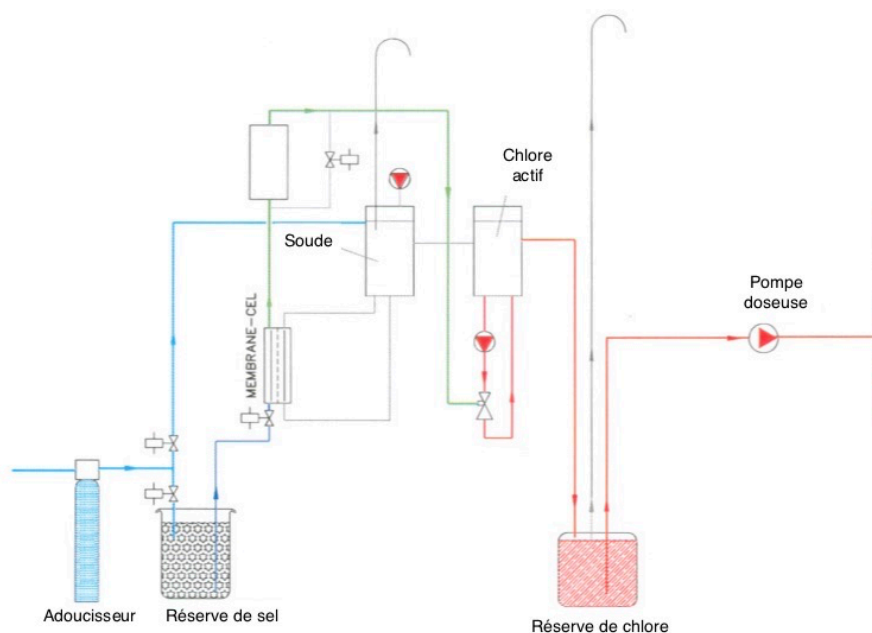 Chlore
actif
Soude
Pompe
doseuse
MEMBRANE-CEL
Adoucisseur
Réserve de sel
Réserve de chlore